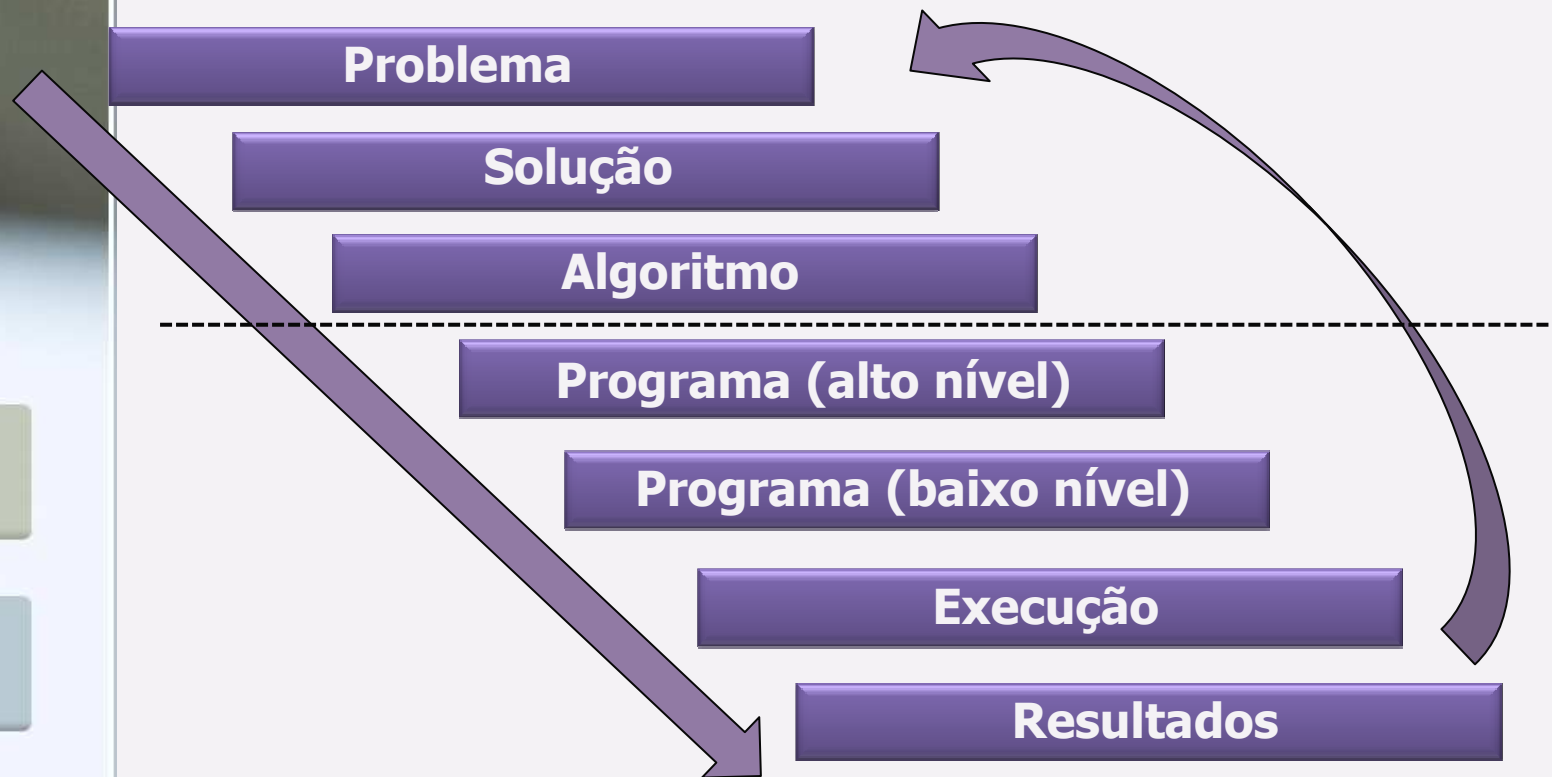 Problema
Solução
Algoritmo
Programa (alto nível)
Programa (baixo nível)
Execução
Resultados